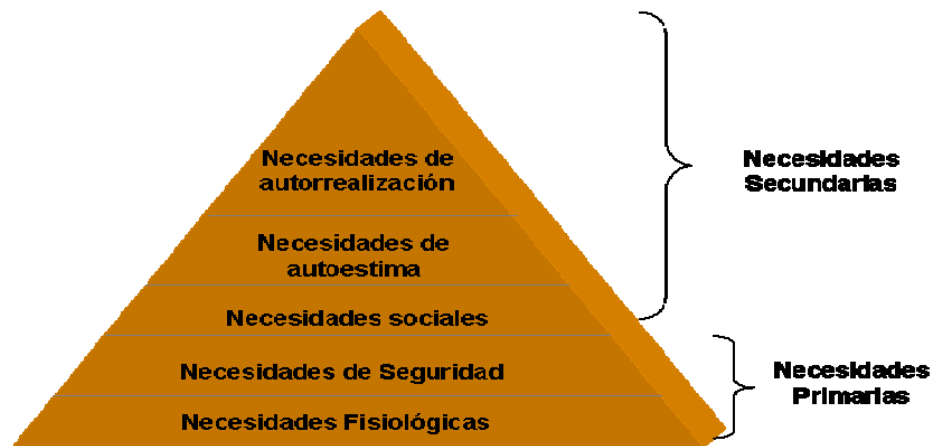 Necesidades de
autorrealización
Necesidades
Secundarias
Necesidades de
autoestima
Necesidades sociales
Necesidades de Seguridad
Necesidades
Primarias
Necesidades Fisiológicas